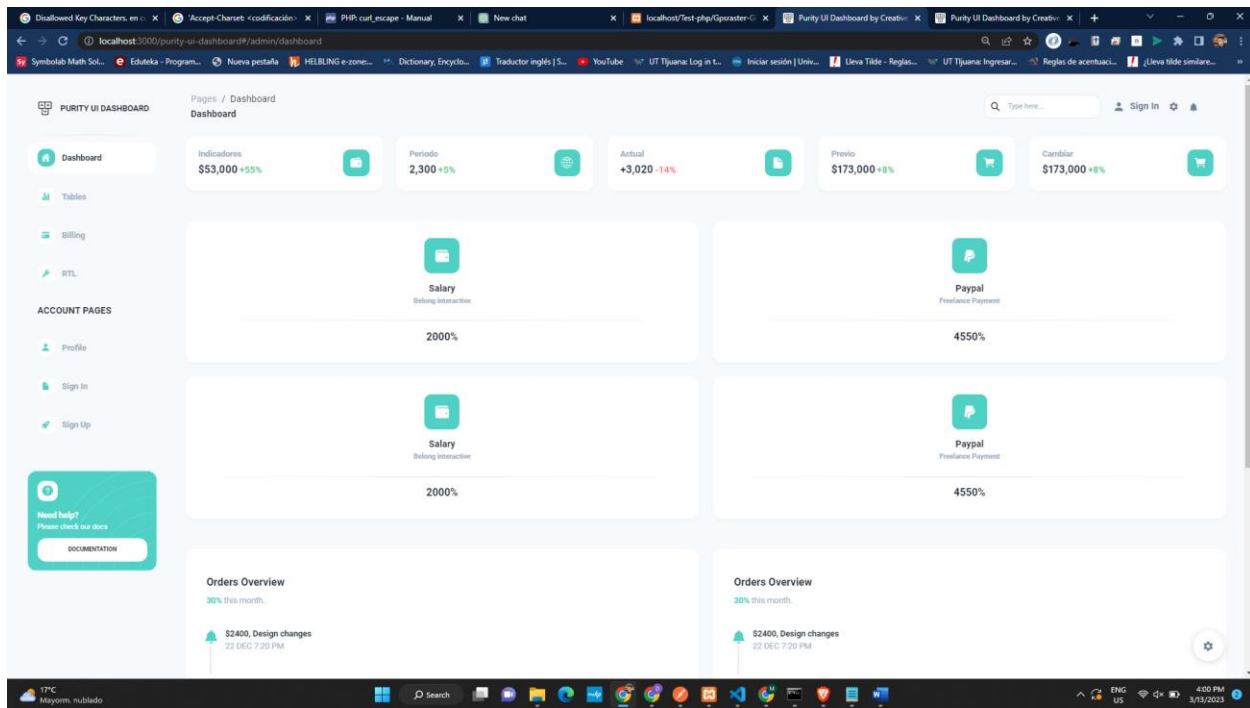 Disallowed Key Characters. en c
'Accept-Charset: <codificación>
PHP: curl_escape - Manual
New chat
localhost/Test-php/Gpsraster-G
Purity UI Dashboard by Creative
Purity UI Dashboard by Creative
localhost:3000/purity-ui-dashboard#/admin/dashboard
Symbolab Math Sol...
Eduteka - Program...
Nueva pestaña
HELBLING e-zone:...
Dictionary, Encyclo...
Traductor inglés | S...
YouTube
UT TIjuana: Log in t...
Iniciar sesión | Univ...
Lleva Tilde - Reglas...
UT TIjuana: Ingresar...
Reglas de acentuaci...
¿Lleva tilde similare...
PURITY UI DASHBOARD
Pages / Dashboard
Dashboard
Type here...
Sign In
Dashboard
Tables
Billing
RTL
ACCOUNT PAGES
Profile
Sign In
Sign Up
Need help?
Please check our docs
DOCUMENTATION
Indicadores
$53,000 +55%
Periodo
2,300 +5%
Actual
+3,020 -14%
Previo
$173,000 +8%
Cambiar
$173,000 +8%
Salary
Belong interactive
2000%
Paypal
Freelance Payment
4550%
Salary
Belong interactive
2000%
Paypal
Freelance Payment
4550%
Orders Overview
30% this month.
$2400, Design changes
22 DEC 7:20 PM
Orders Overview
30% this month.
$2400, Design changes
22 DEC 7:20 PM
17°C
Mayorm. nublado
Search
ENG
US
4:00 PM
3/13/2023